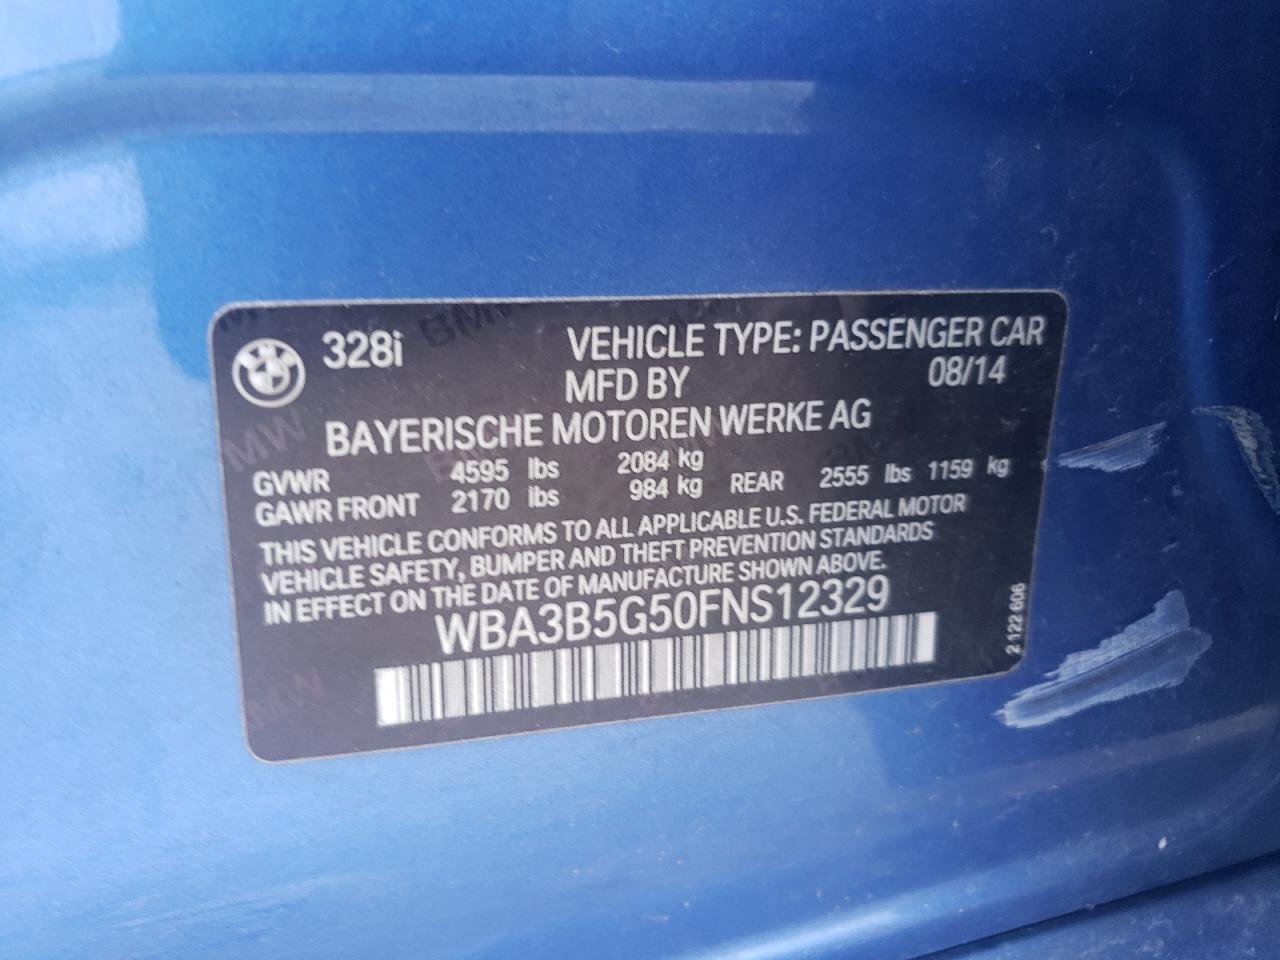 328i VEHICLE TYPE: PASSENGER CAR
MFD BY 08/14
BAYERISCHE MOTOREN WERKE AG
GVWR 4595 lbs 2084 kg
GAWR FRONT 2170 lbs 984 kg REAR 2555 lbs 1159 kg
THIS VEHICLE CONFORMS TO ALL APPLICABLE U.S. FEDERAL MOTOR
VEHICLE SAFETY, BUMPER AND THEFT PREVENTION STANDARDS
IN EFFECT ON THE DATE OF MANUFACTURE SHOWN ABOVE.
WBA3B5G50FNS12329
2 122 606